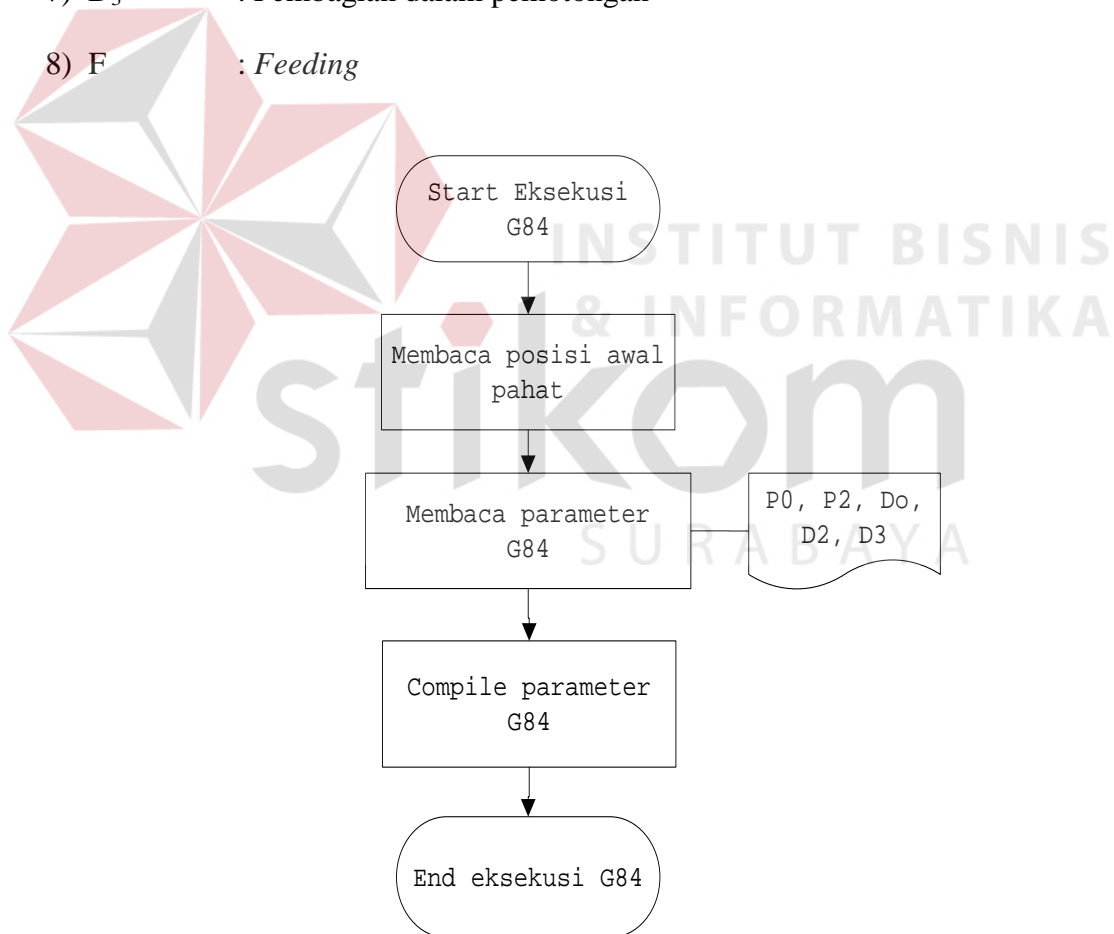 8) F : Feeding
Start Eksekusi
G84
INSTITUT BISNIS
& INFORMATIKA
Membaca posisi awal
pahat
stikom
Membaca parameter
G84
P0, P2, Do,
D2, D3
SURABAYA
Compile parameter
G84
End eksekusi G84